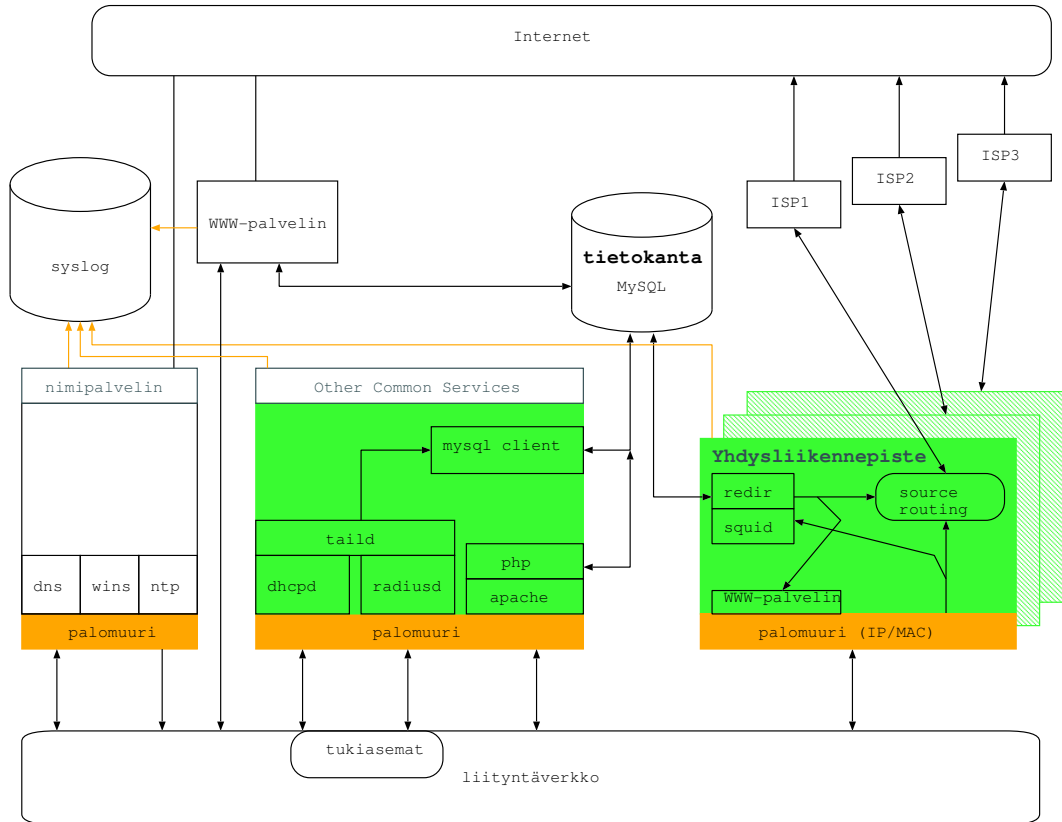 Internet
ISP3
ISP2
ISP1
WWW-palvelin
syslog
tietokanta
MySQL
nimipalvelin
Other Common Services
mysql client
Yhdysliikennepiste
redir
source
routing
squid
taild
php
dns
wins
ntp
dhcpd
radiusd
apache
WWW-palvelin
palomuuri
palomuuri
palomuuri (IP/MAC)
tukiasemat
liityntäverkko